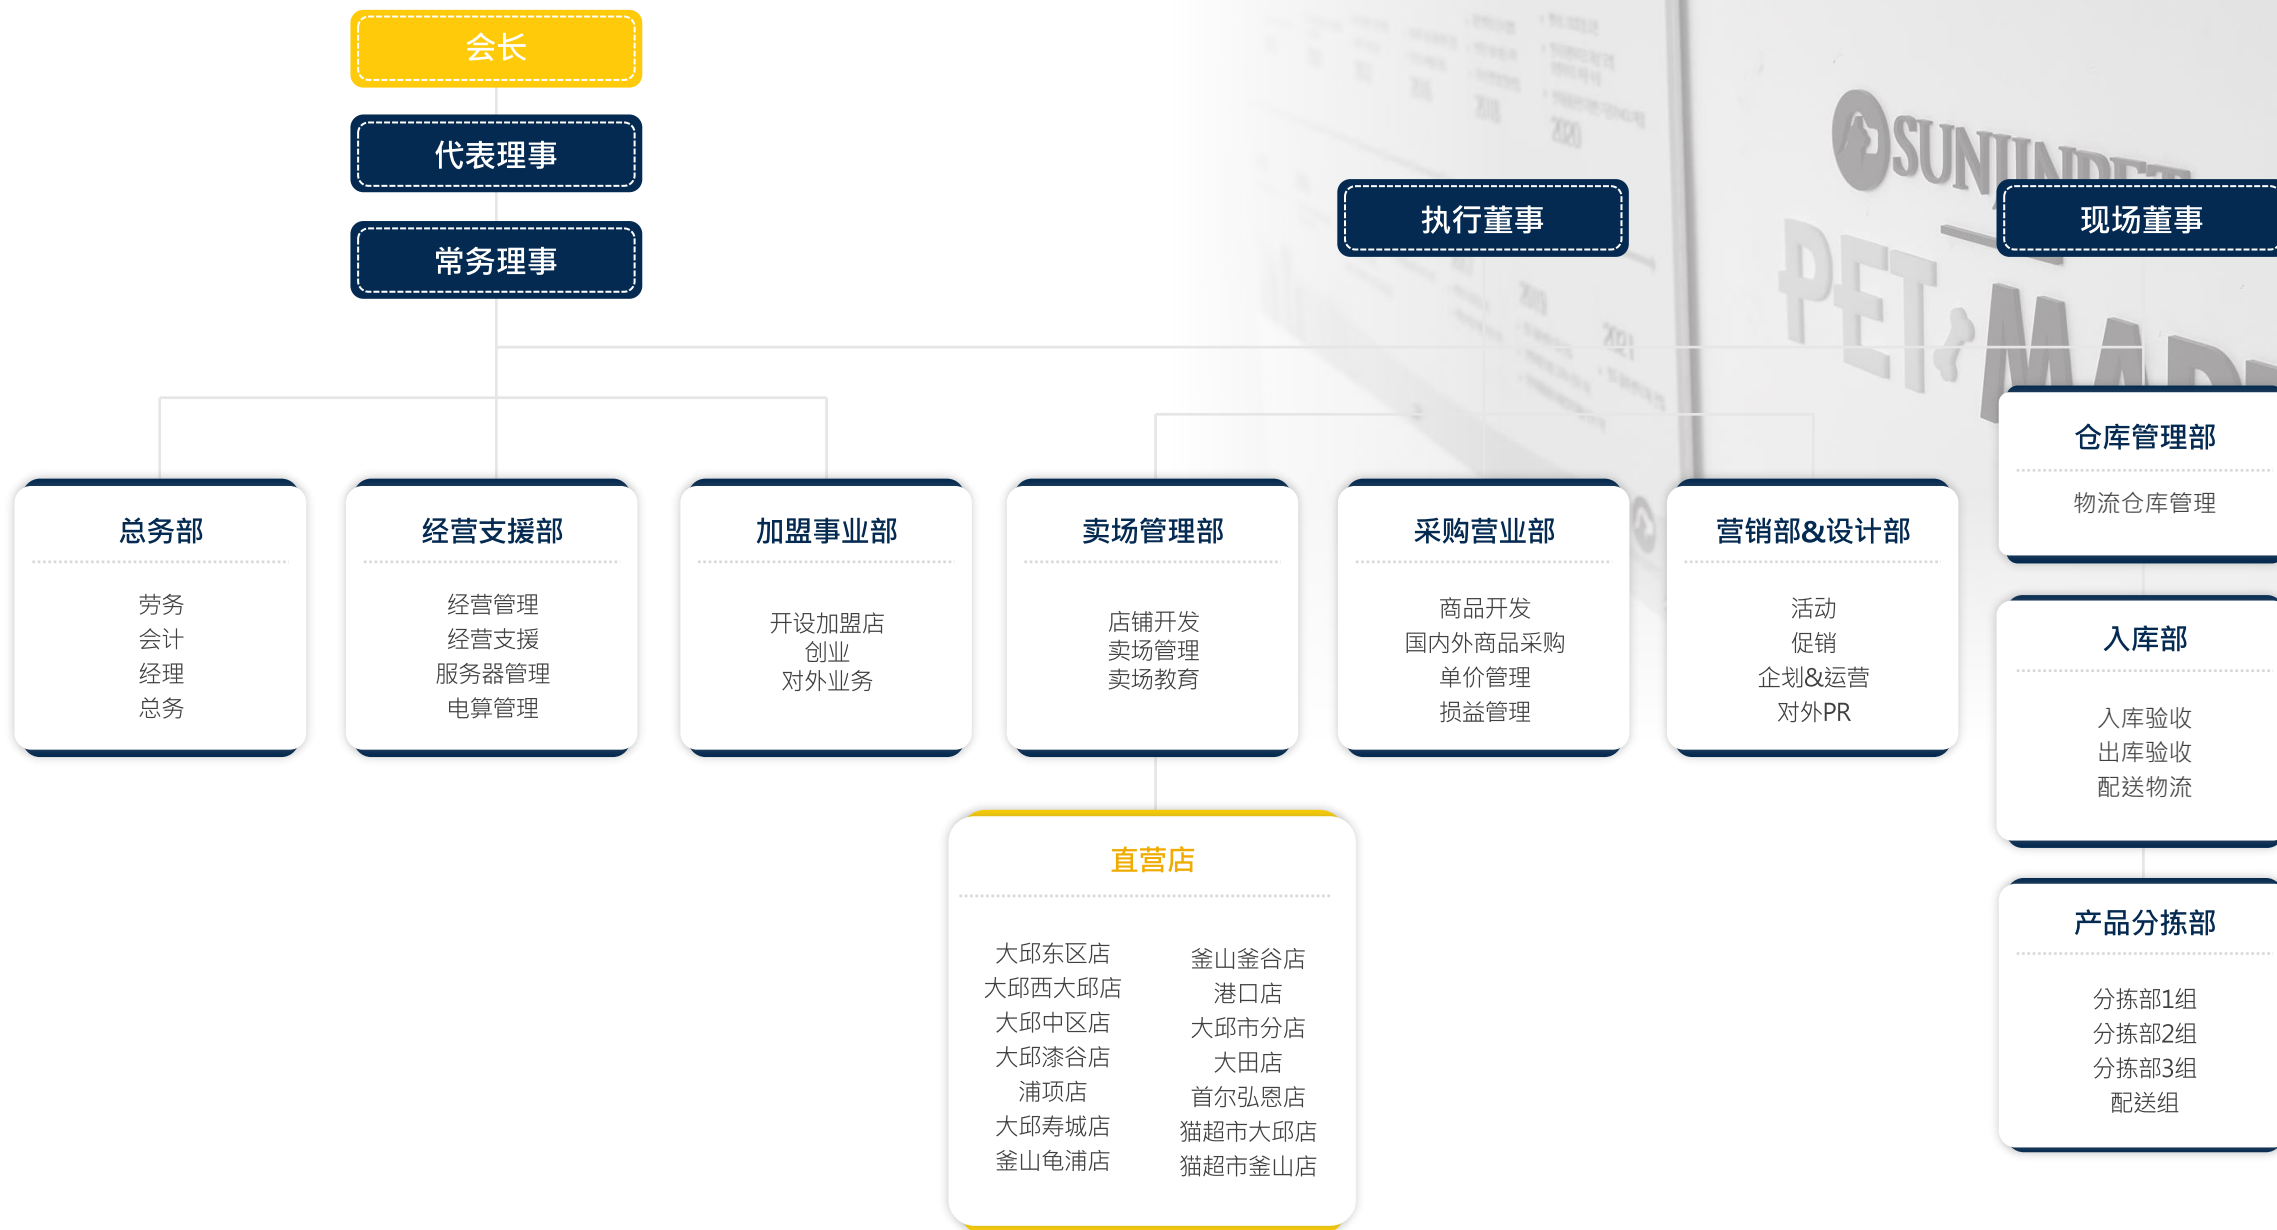 会长
代表理事
常务理事
执行董事
现场董事
SUNJINPET
PET
2020
总务部
劳务
会计
经理
总务
经营支援部
经营管理
经营支援
服务器管理
电算管理
加盟事业部
开设加盟店
创业
对外业务
卖场管理部
店铺开发
卖场管理
卖场教育
采购营业部
商品开发
国内外商品采购
单价管理
损益管理
营销部&设计部
活动
促销
企划&运营
对外PR
仓库管理部
物流仓库管理
入库部
入库验收
出库验收
配送物流
产品分拣部
分拣部1组
分拣部2组
分拣部3组
配送组
直营店
大邱东区店
大邱西大邱店
大邱中区店
大邱漆谷店
浦项店
大邱寿城店
釜山龟浦店
釜山釜谷店
港口店
大邱市分店
大田店
首尔弘恩店
猫超市大邱店
猫超市釜山店